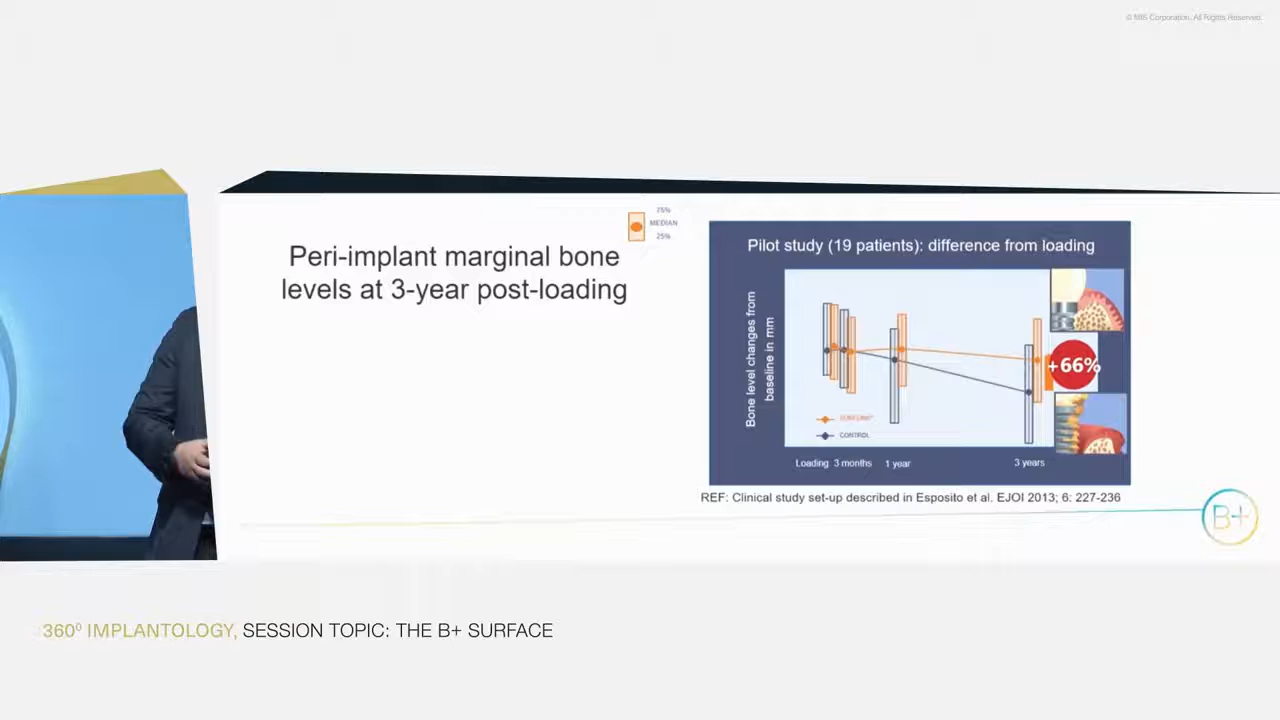 © MIS Corporation. All Rights Reserved.
75%
MEDIAN
25%
Peri-implant marginal bone
levels at 3-year post-loading
Pilot study (19 patients): difference from loading
Bone level changes from
baseline in mm
+66%
CONTROL
Loading 3 months 1 year 3 years
REF: Clinical study set-up described in Esposito et al. EJOI 2013; 6: 227-236
B+
360⁰ IMPLANTOLOGY, SESSION TOPIC: THE B+ SURFACE